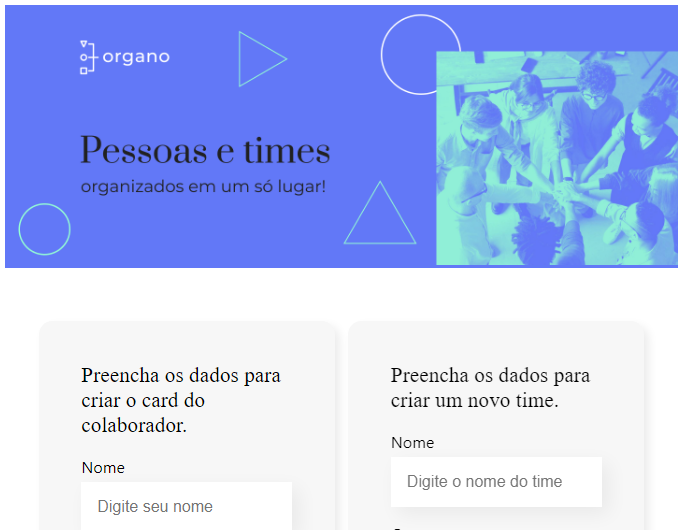 organo
Pessoas e times
organizados em um só lugar!
Preencha os dados para
criar o card do
colaborador.
Nome
Digite seu nome
Preencha os dados para
criar um novo time.
Nome
Digite o nome do time